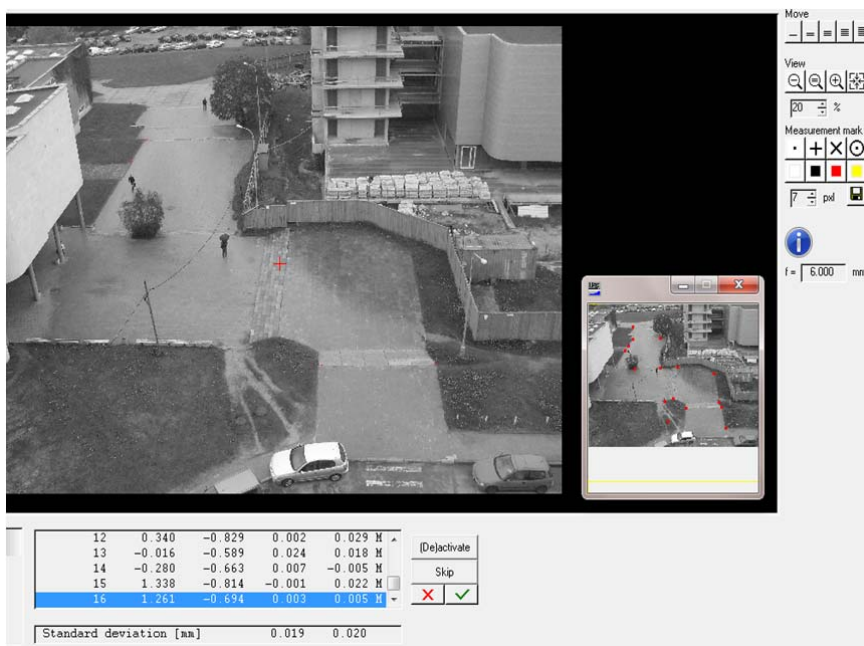 Move
View
20 %
Measurement mark
7 pxl
f = 6.000 mm
12 0.340 -0.829 0.002 0.029 M
13 -0.016 -0.589 0.024 0.018 M
14 -0.280 -0.663 0.007 -0.005 M
15 1.338 -0.814 -0.001 0.022 M
16 1.261 -0.694 0.003 0.005 M
(De)activate
Skip
Standard deviation [mm] 0.019 0.020